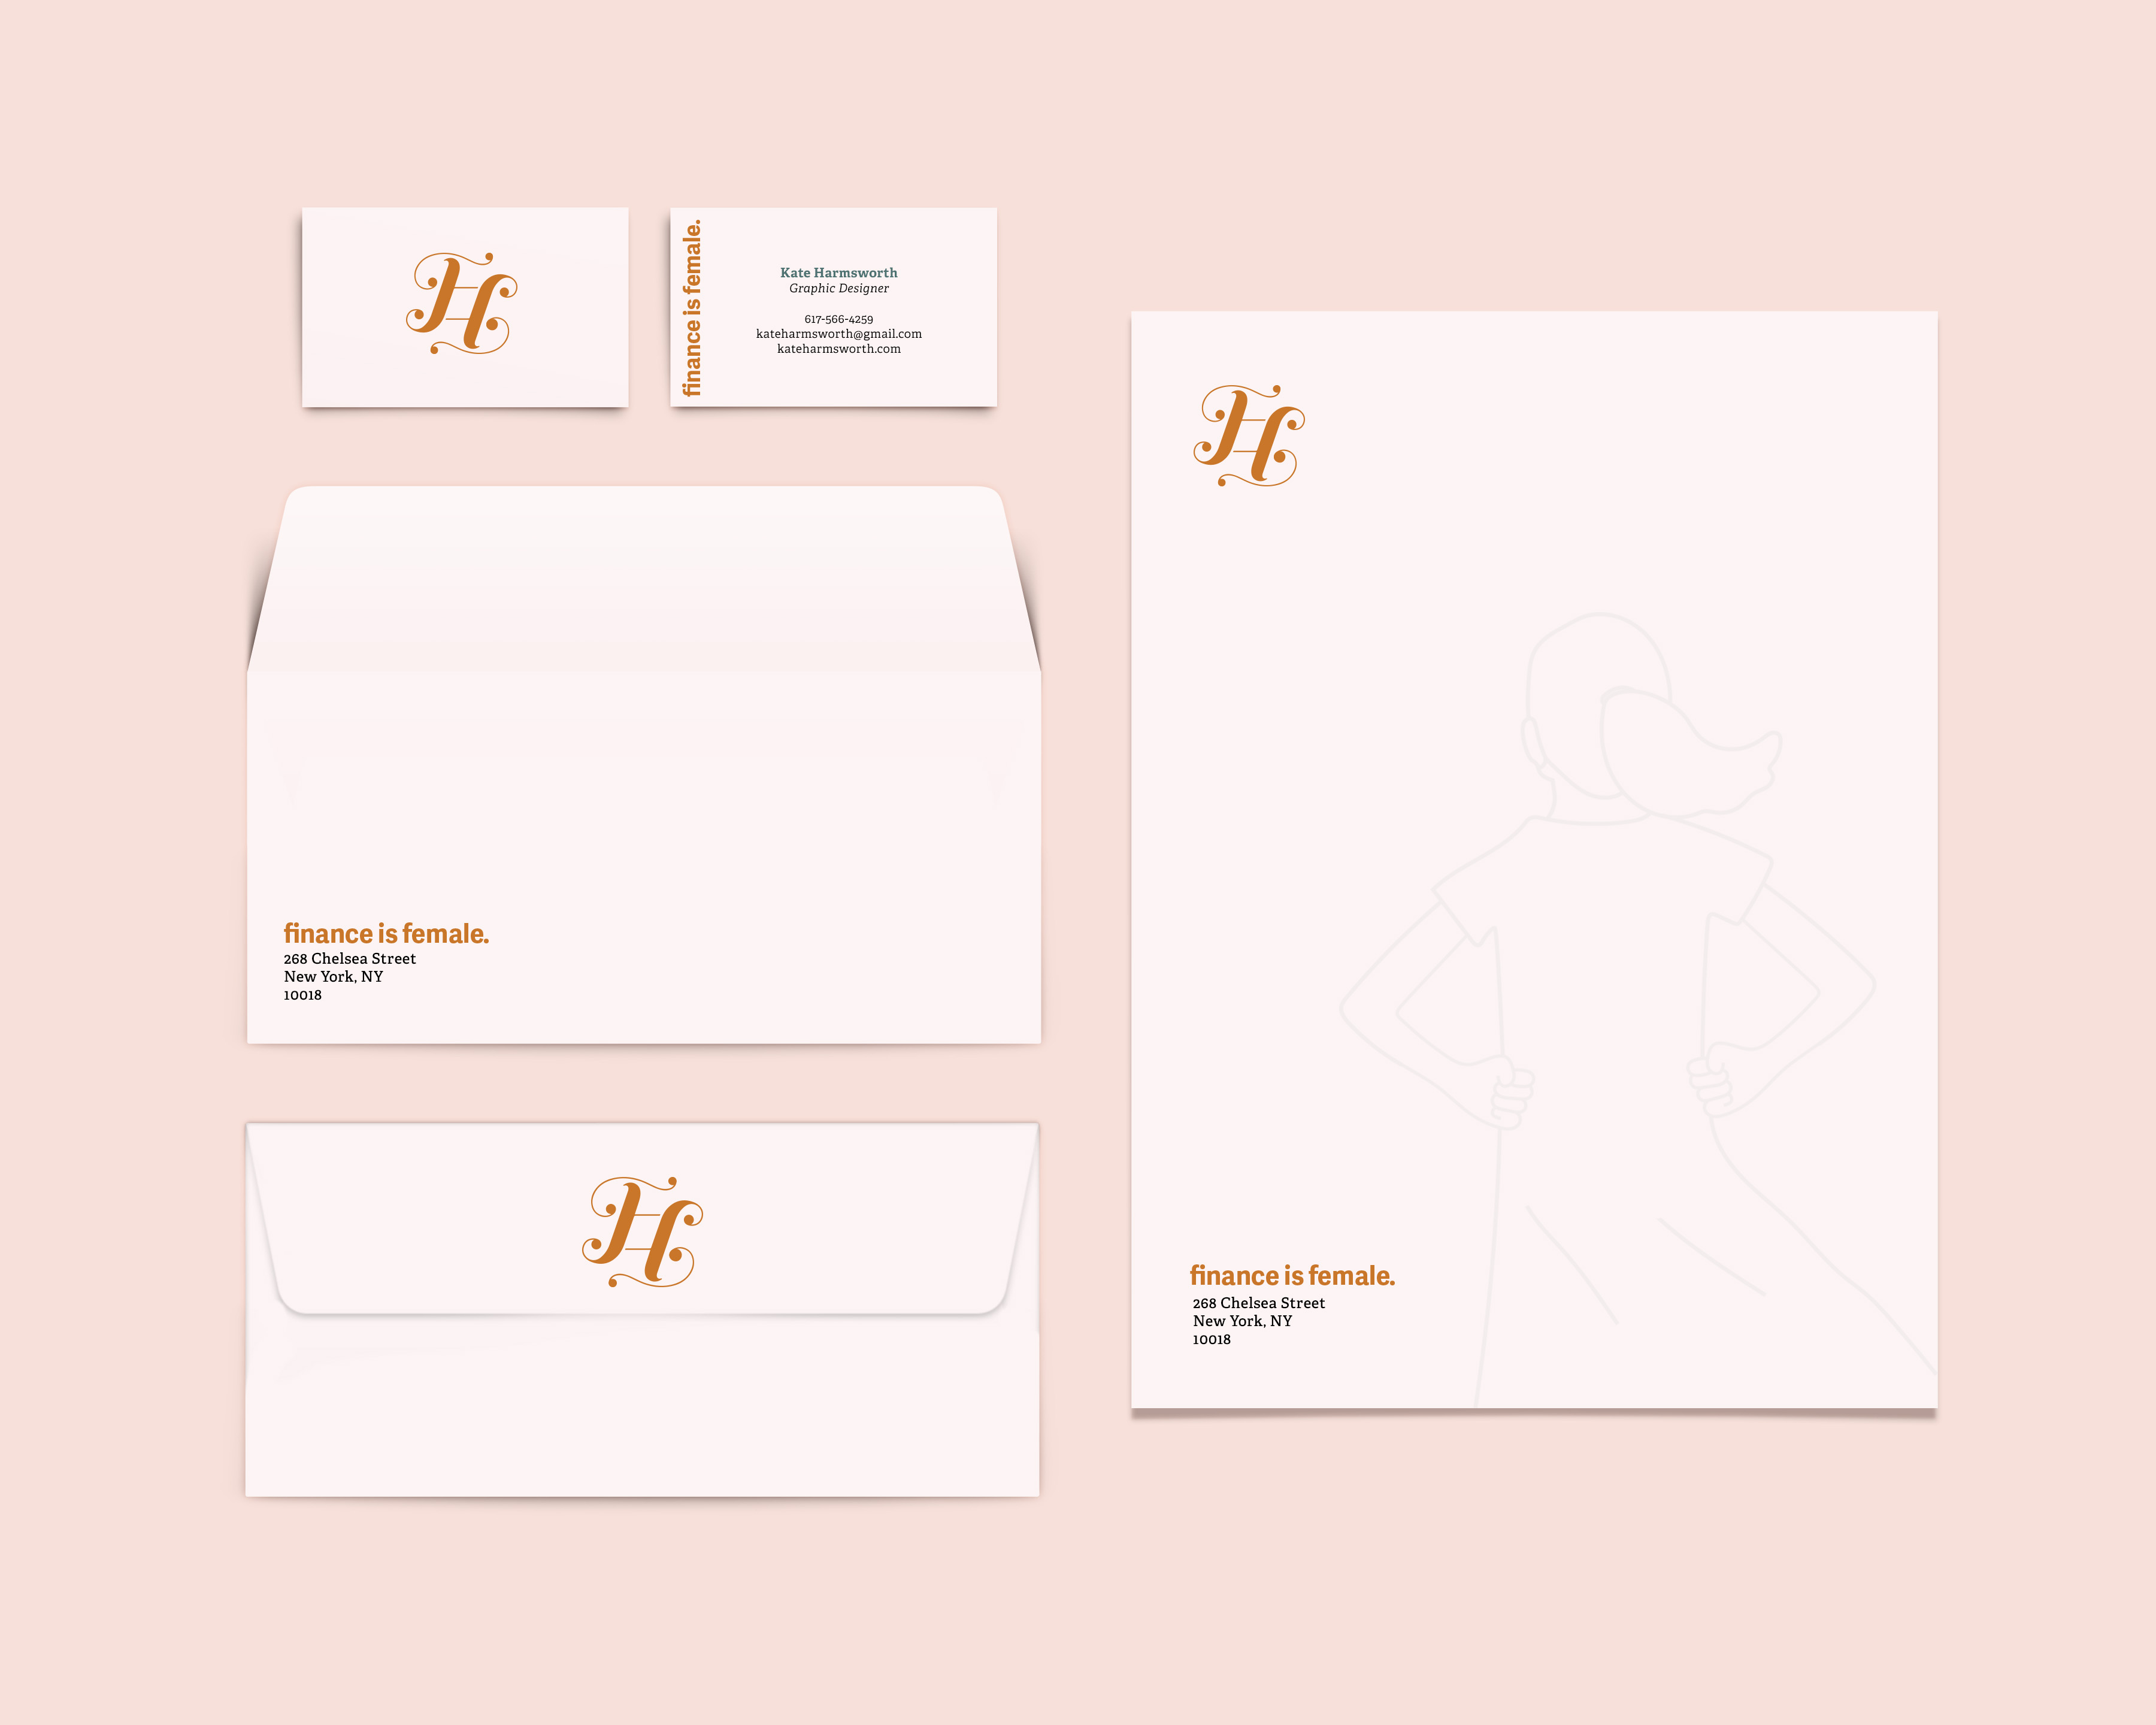 H
finance is female.
Kate Harmsworth
Graphic Designer
617-566-4259
kateharmsworth@gmail.com
kateharmsworth.com
finance is female.
268 Chelsea Street
New York, NY
10018
H
H
finance is female.
268 Chelsea Street
New York, NY
10018